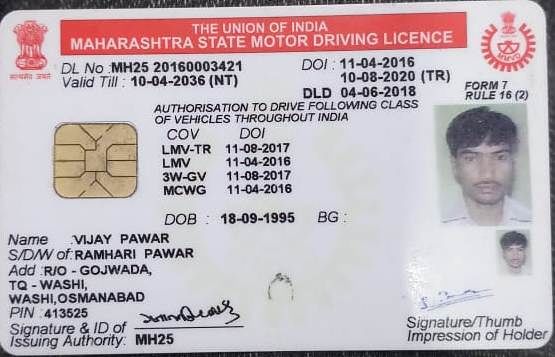 THE UNION OF INDIA
MAHARASHTRA STATE MOTOR DRIVING LICENCE
DL No :MH25 20160003421 DOI : 11-04-2016
Valid Till : 10-04-2036 (NT) 10-08-2020 (TR)
DLD 04-06-2018
FORM 7
RULE 16 (2)
AUTHORISATION TO DRIVE FOLLOWING CLASS
OF VEHICLES THROUGHOUT INDIA
COV DOI
LMV-TR 11-08-2017
LMV 11-04-2016
3W-GV 11-08-2017
MCWG 11-04-2016
DOB : 18-09-1995 BG :
Name :VIJAY PAWAR
S/D/W of:RAMHARI PAWAR
Add :R/O - GOJWADA,
TQ - WASHI,
WASHI,OSMANABAD
PIN :413525
Signature & ID of
Issuing Authority: MH25
Signature/Thumb
Impression of Holder